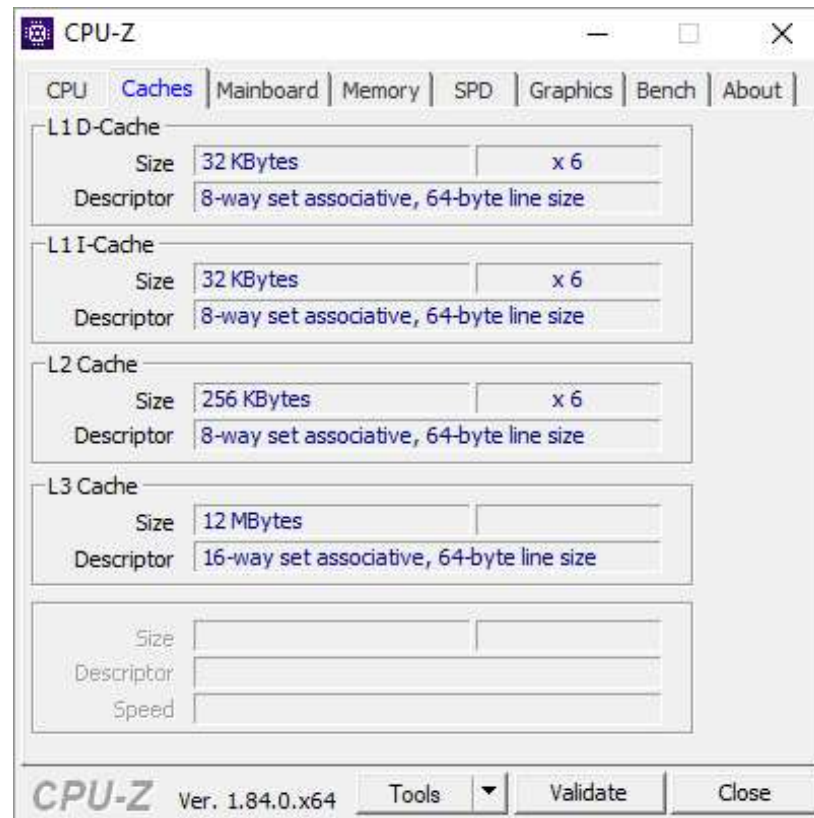 CPU-Z
CPU Caches Mainboard Memory SPD Graphics Bench About
L1 D-Cache
Size 32 KBytes x 6
Descriptor 8-way set associative, 64-byte line size
L1 I-Cache
Size 32 KBytes x 6
Descriptor 8-way set associative, 64-byte line size
L2 Cache
Size 256 KBytes x 6
Descriptor 8-way set associative, 64-byte line size
L3 Cache
Size 12 MBytes
Descriptor 16-way set associative, 64-byte line size
Size
Descriptor
Speed
CPU-Z Ver. 1.84.0.x64 Tools Validate Close